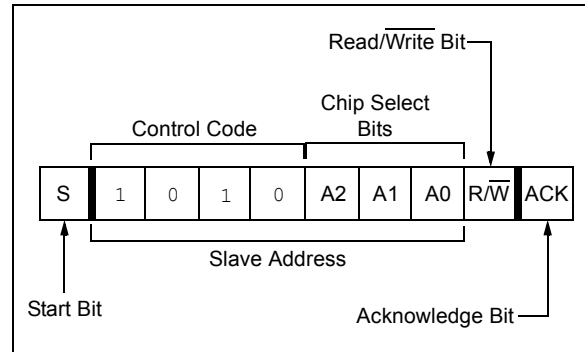 Read/Write Bit
Chip Select
Bits
Control Code
S 1 0 1 0 A2 A1 A0 R/W ACK
Slave Address
Start Bit
Acknowledge Bit